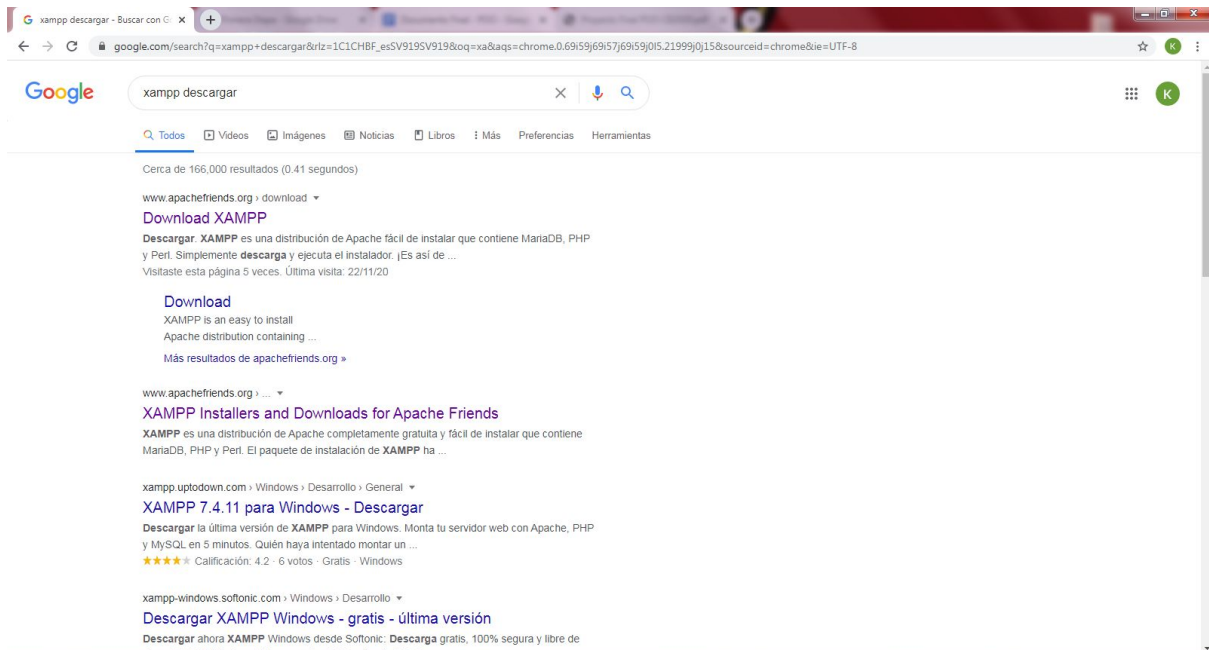 xampp descargar - Buscar con G
google.com/search?q=xampp+descargar&rlz=1C1CHBF_esSV919SV919&oq=xa&aqs=chrome.0.69i59j69i57j69i59j0l5.21999j0j15&sourceid=chrome&ie=UTF-8
K
Google
xampp descargar
K
Todos Videos Imágenes Noticias Libros Más Preferencias Herramientas
Cerca de 166,000 resultados (0.41 segundos)
www.apachefriends.org › download
Download XAMPP
Descargar. XAMPP es una distribución de Apache fácil de instalar que contiene MariaDB, PHP
y Perl. Simplemente descarga y ejecuta el instalador. ¡Es así de ...
Visitaste esta página 5 veces. Última visita: 22/11/20
Download
XAMPP is an easy to install
Apache distribution containing ...
Más resultados de apachefriends.org »
www.apachefriends.org › ...
XAMPP Installers and Downloads for Apache Friends
XAMPP es una distribución de Apache completamente gratuita y fácil de instalar que contiene
MariaDB, PHP y Perl. El paquete de instalación de XAMPP ha ...
xampp.uptodown.com › Windows › Desarrollo › General
XAMPP 7.4.11 para Windows - Descargar
Descargar la última versión de XAMPP para Windows. Monta tu servidor web con Apache, PHP
y MySQL en 5 minutos. Quién haya intentado montar un ...
Calificación: 4.2 · 6 votos · Gratis · Windows
xampp-windows.softonic.com › Windows › Desarrollo
Descargar XAMPP Windows - gratis - última versión
Descargar ahora XAMPP Windows desde Softonic: Descarga gratis, 100% segura y libre de